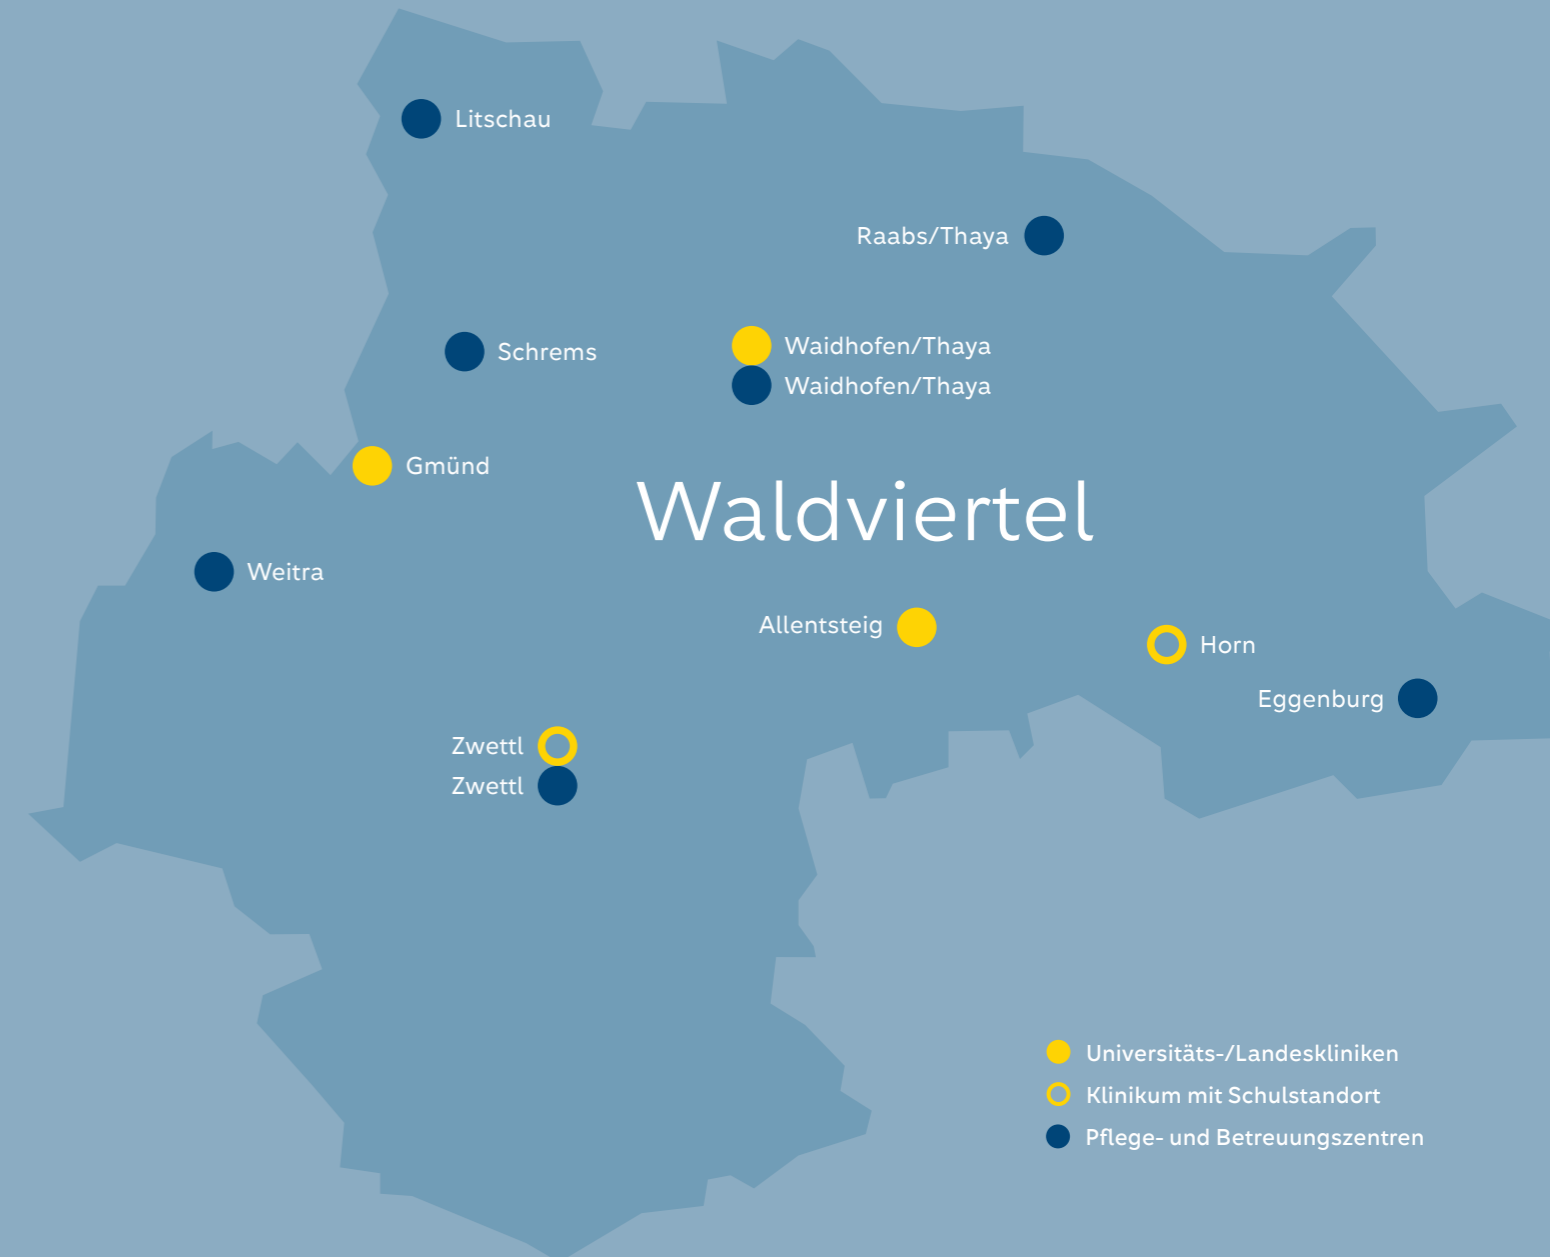 Litschau
Raabs/Thaya
Schrems
Waidhofen/Thaya
Waidhofen/Thaya
Gmünd
Waldviertel
Weitra
Allentsteig
Horn
Eggenburg
Zwettl
Zwettl
Universitäts-/Landeskliniken
Klinikum mit Schulstandort
Pflege- und Betreuungszentren